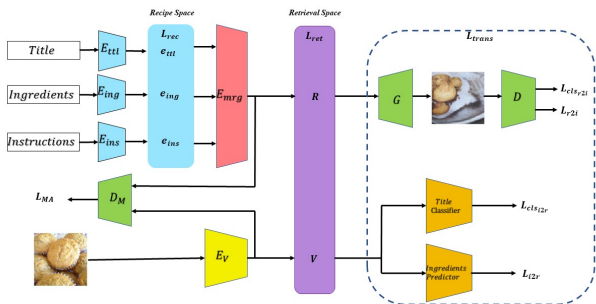 Recipe Space
Retrieval Space
Title
E_ttl
L_rec
e_ttl
L_ret
L_trans
Ingredients
E_ing
e_ing
E_mrg
R
G
D
L_cls_r2i
L_r2i
Instructions
E_ins
e_ins
L_MA
D_M
Title
Classifier
L_cls_i2r
E_V
V
Ingredients
Predictor
L_i2r